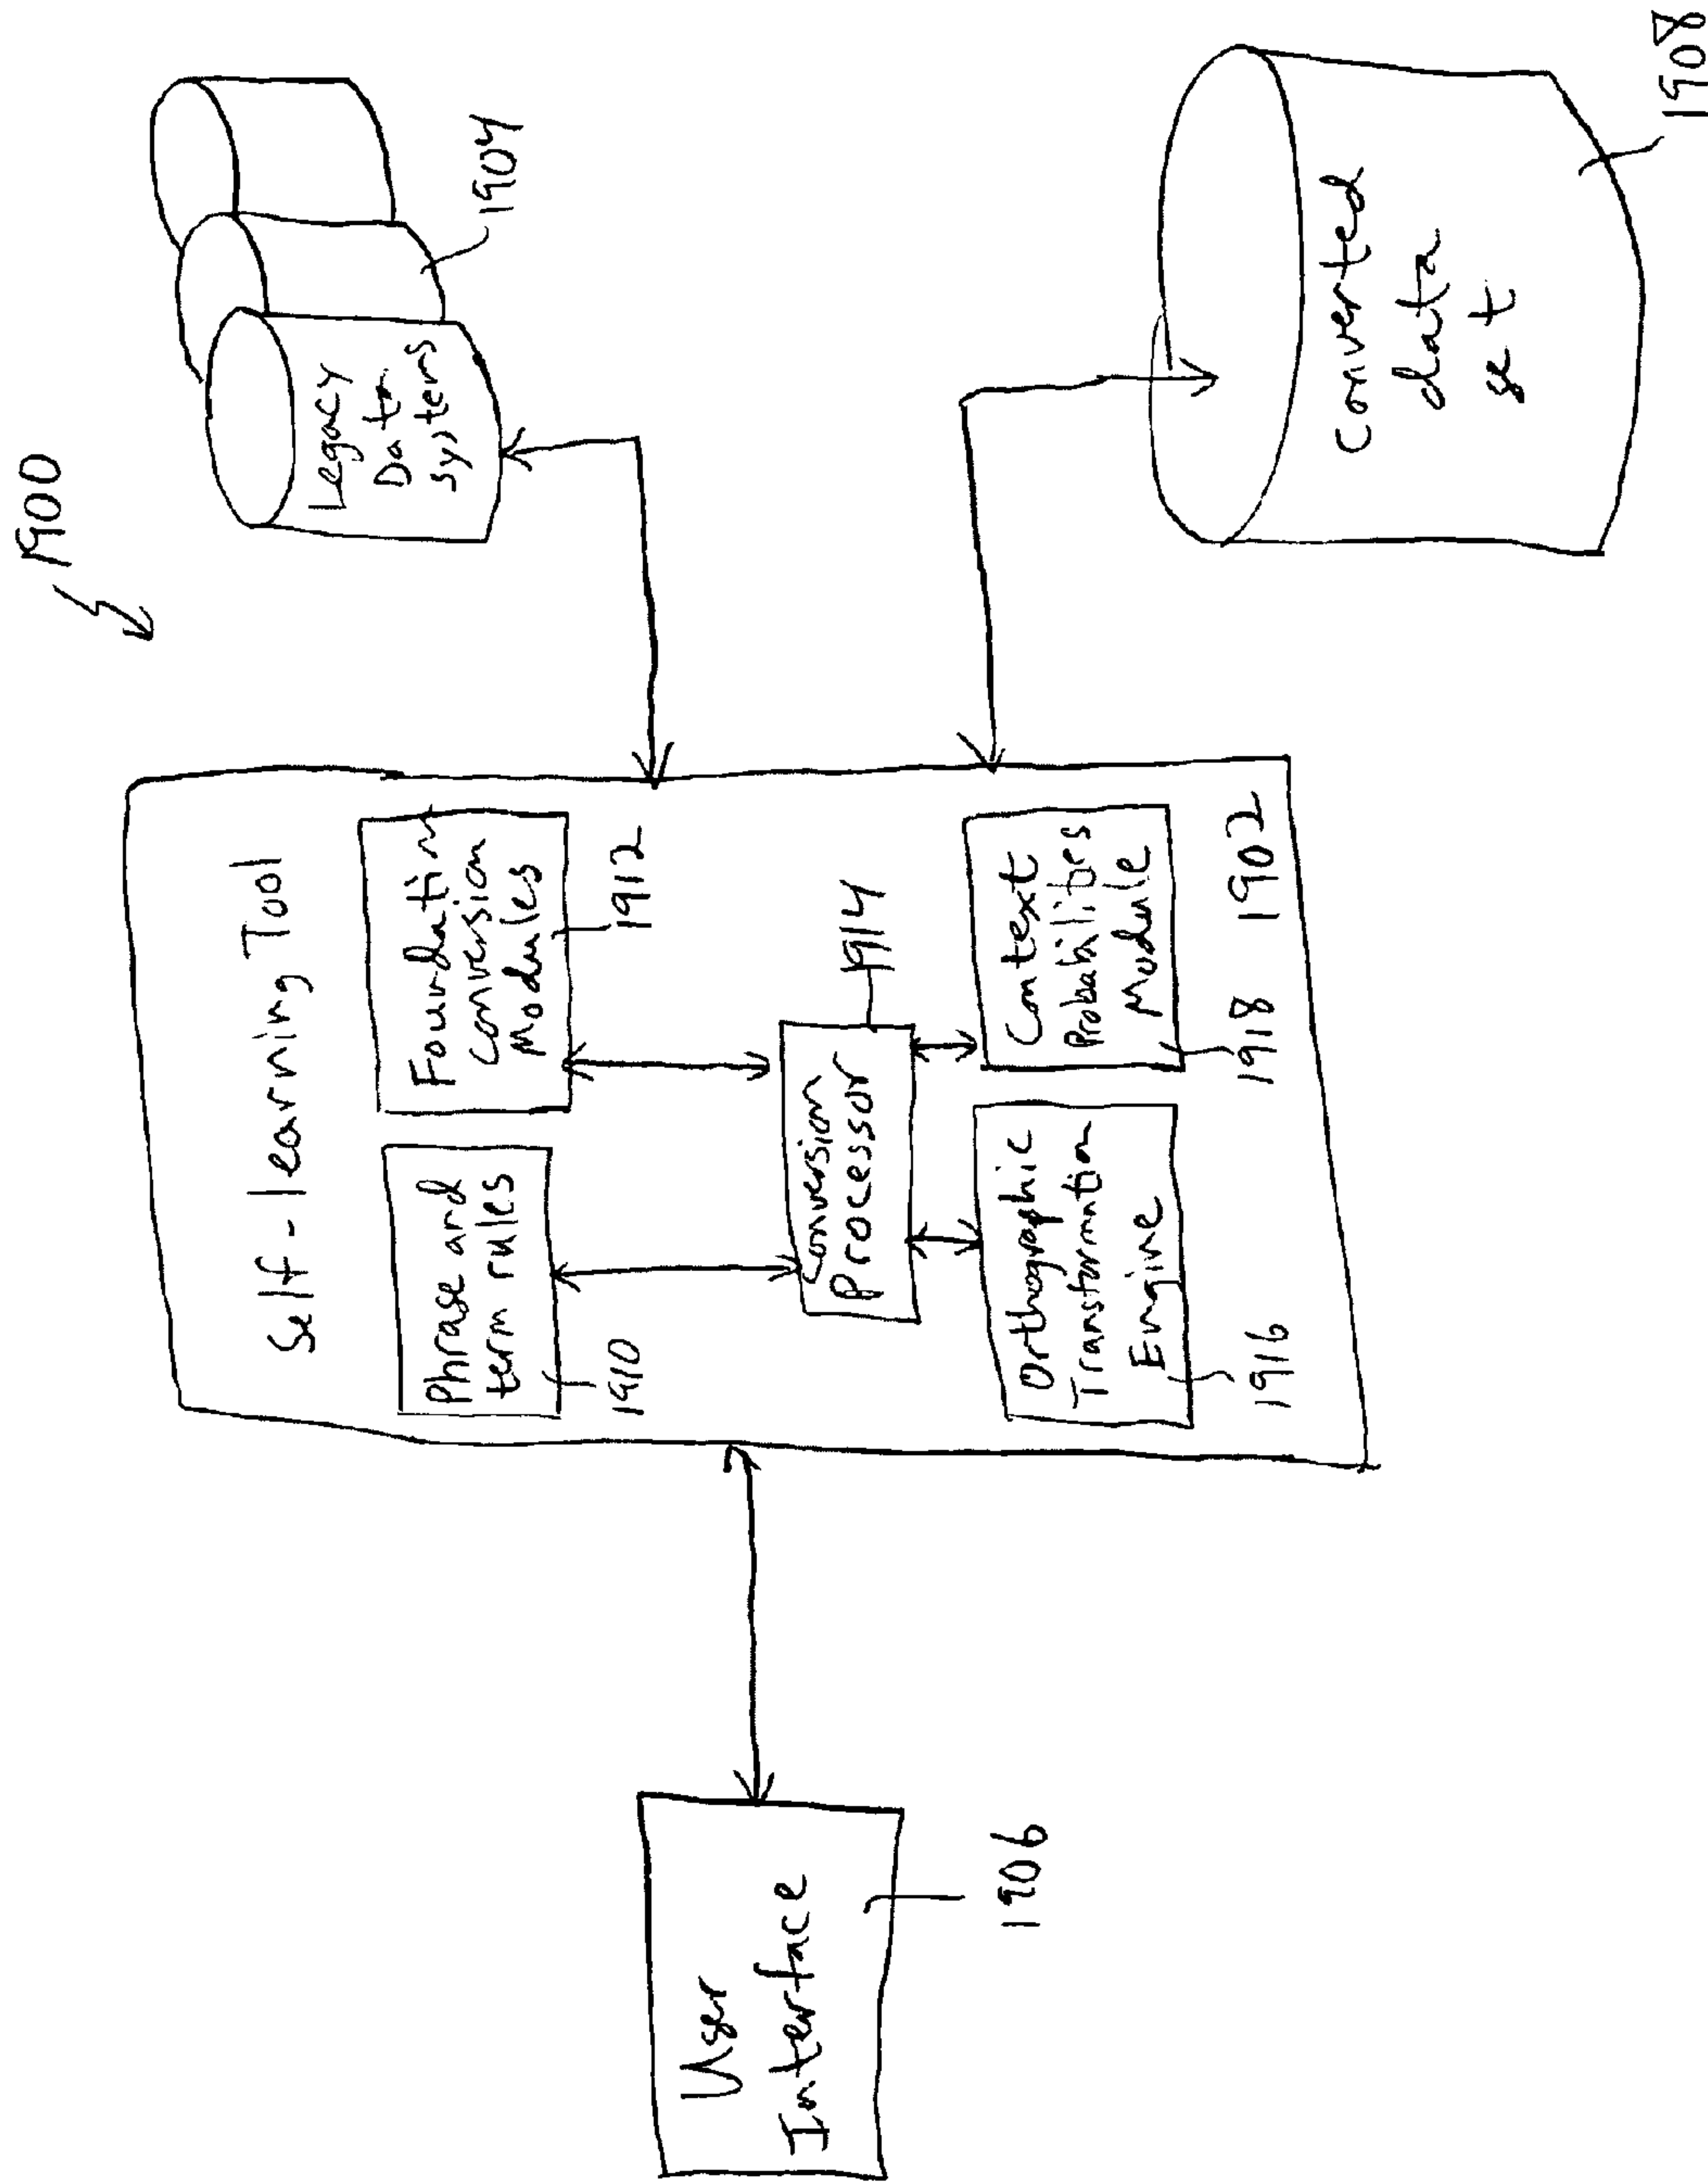 1900
Self-learning Tool
Legacy
Data
Systems
1904
Phrase and
term rules
1910
Foundation
Conversion
Modules
1912
Conversion
Processor
1914
User
Interface
1906
Orthographic
Transformation
Engine
1916
Context
Probabilities
Module
1918
1902
Converted
data
set
1908